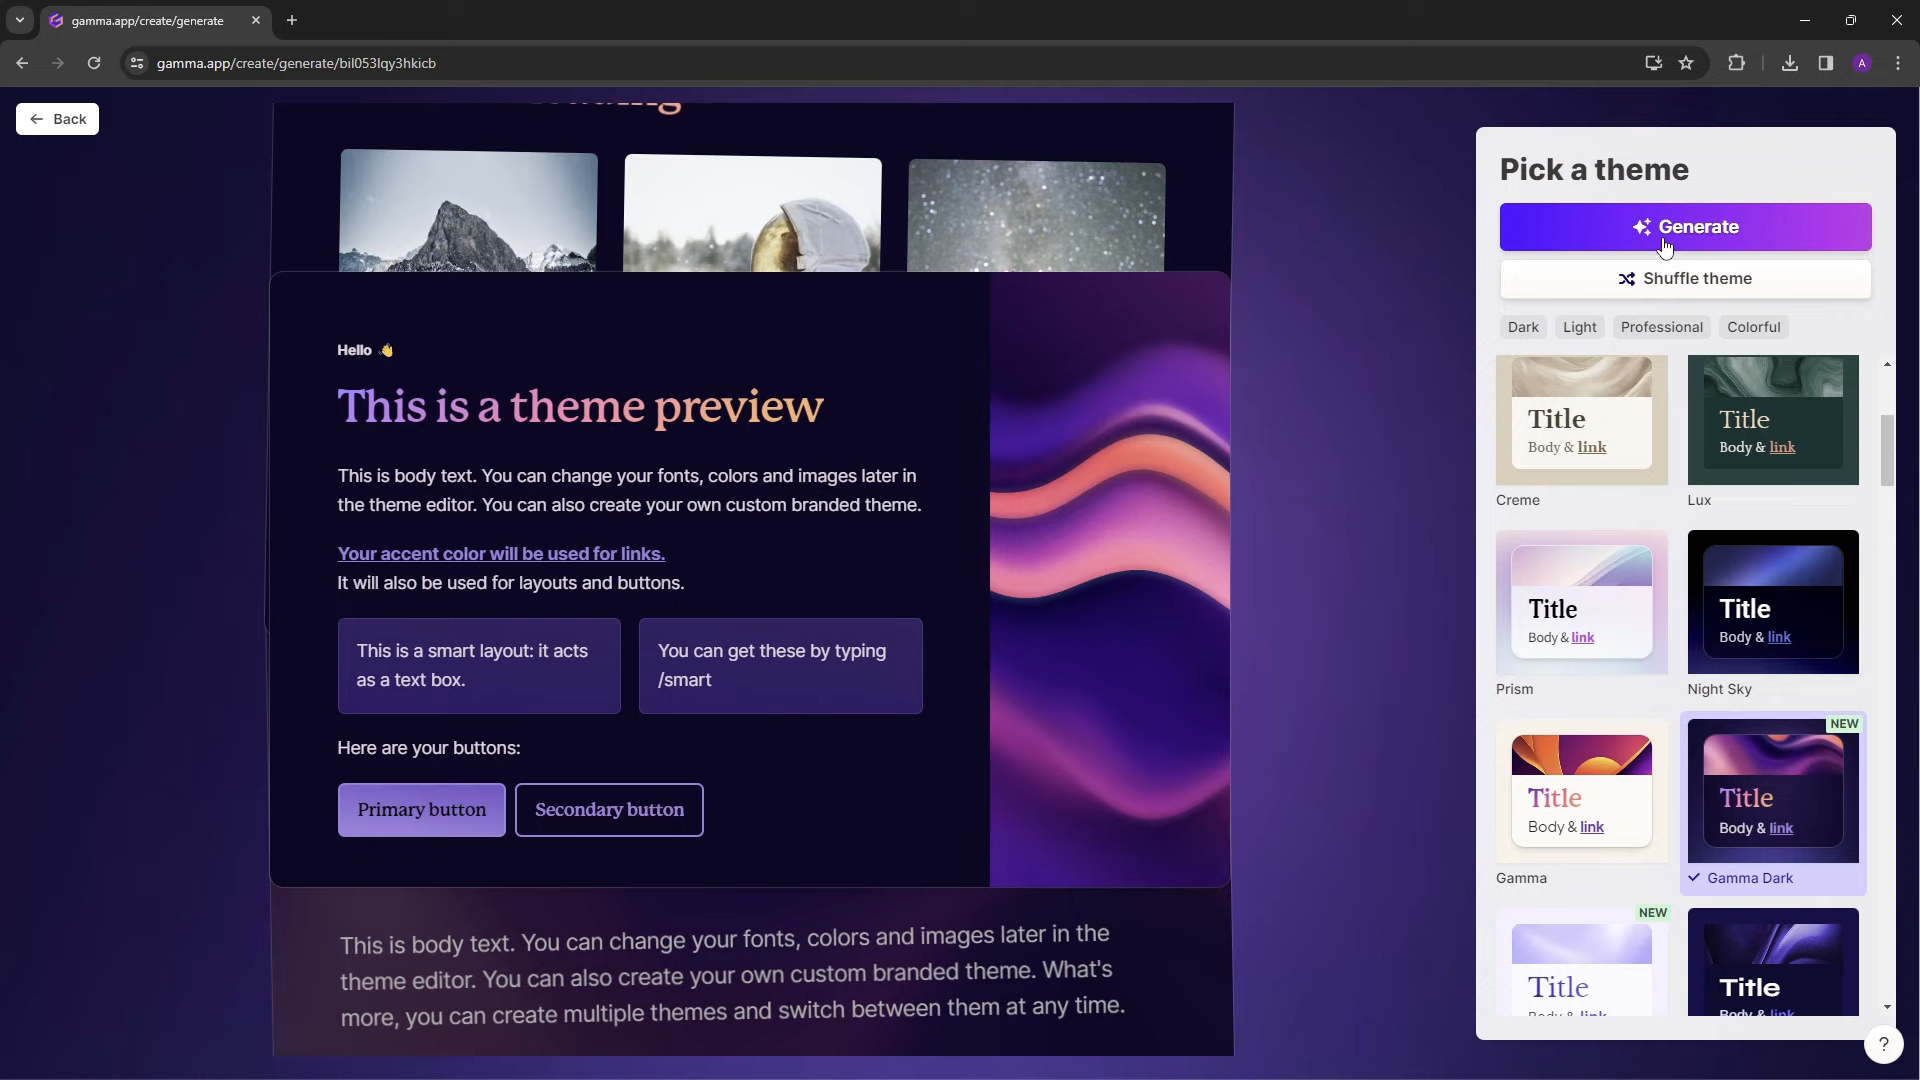 gamma.app/create/generate
gamma.app/create/generate/bil053lqy3hkicb
A
Back
Hello 👋
This is a theme preview
This is body text. You can change your fonts, colors and images later in
the theme editor. You can also create your own custom branded theme.
Your accent color will be used for links.
It will also be used for layouts and buttons.
This is a smart layout: it acts
as a text box.
You can get these by typing
/smart
Here are your buttons:
Primary button
Secondary button
This is body text. You can change your fonts, colors and images later in the
theme editor. You can also create your own custom branded theme. What's
more, you can create multiple themes and switch between them at any time.
Pick a theme
Generate
Shuffle theme
Dark Light Professional Colorful
Title
Body & link
Creme
Title
Body & link
Lux
Title
Body & link
Prism
Title
Body & link
Night Sky
Title
Body & link
Gamma
NEW
Title
Body & link
Gamma Dark
NEW
Title
Body & link
Title
Body & link
?